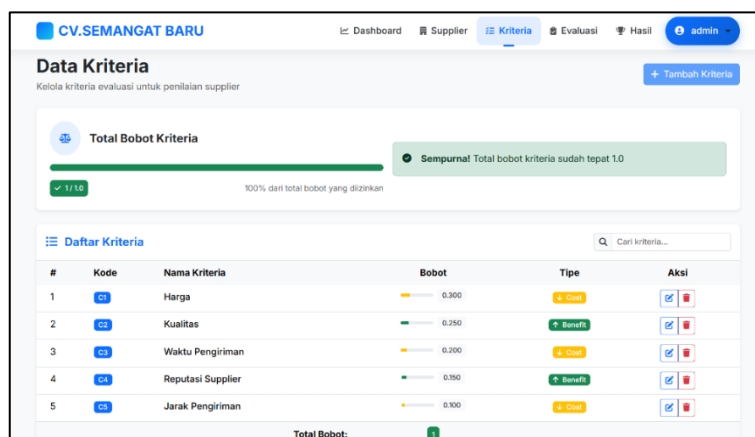 CV.SEMANGAT BARU Dashboard Supplier Kriteria Evaluasi Hasil admin
Data Kriteria
Kelola kriteria evaluasi untuk penilaian supplier
+ Tambah Kriteria
Total Bobot Kriteria
Sempurna! Total bobot kriteria sudah tepat 1.0
1 / 1.0 100% dari total bobot yang diizinkan
Daftar Kriteria Cari kriteria...
# Kode Nama Kriteria Bobot Tipe Aksi
1 C1 Harga 0.300 Cost
2 C2 Kualitas 0.250 Benefit
3 C3 Waktu Pengiriman 0.200 Cost
4 C4 Reputasi Supplier 0.150 Benefit
5 C5 Jarak Pengiriman 0.100 Cost
Total Bobot: 1